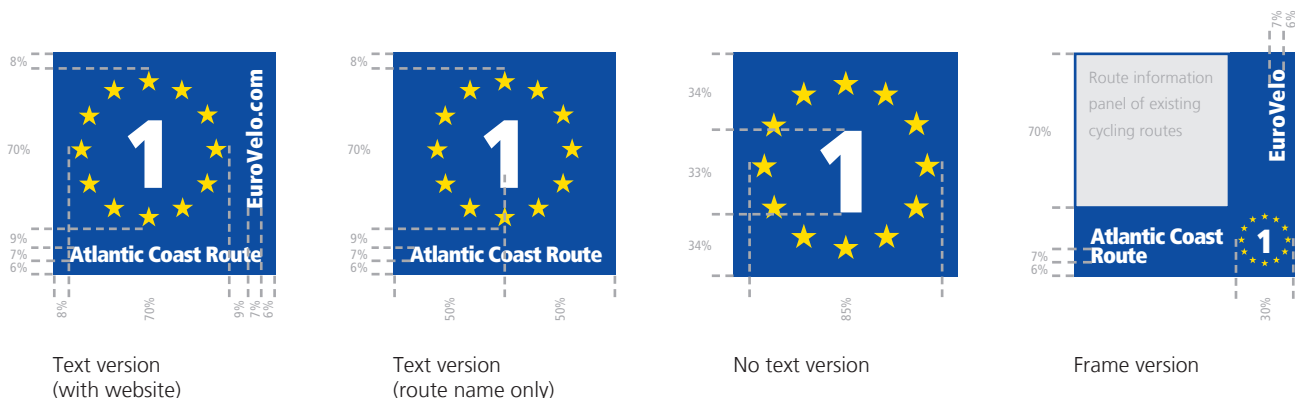 8%
70%
9%
7%
6%
1
EuroVelo.com
Atlantic Coast Route
8%
70%
9%
7%
6%
Text version
(with website)
8%
70%
9%
7%
6%
1
Atlantic Coast Route
50%
50%
Text version
(route name only)
34%
33%
34%
1
85%
No text version
7%
6%
70%
7%
6%
Route information
panel of existing
cycling routes
EuroVelo
Atlantic Coast
Route
1
30%
Frame version